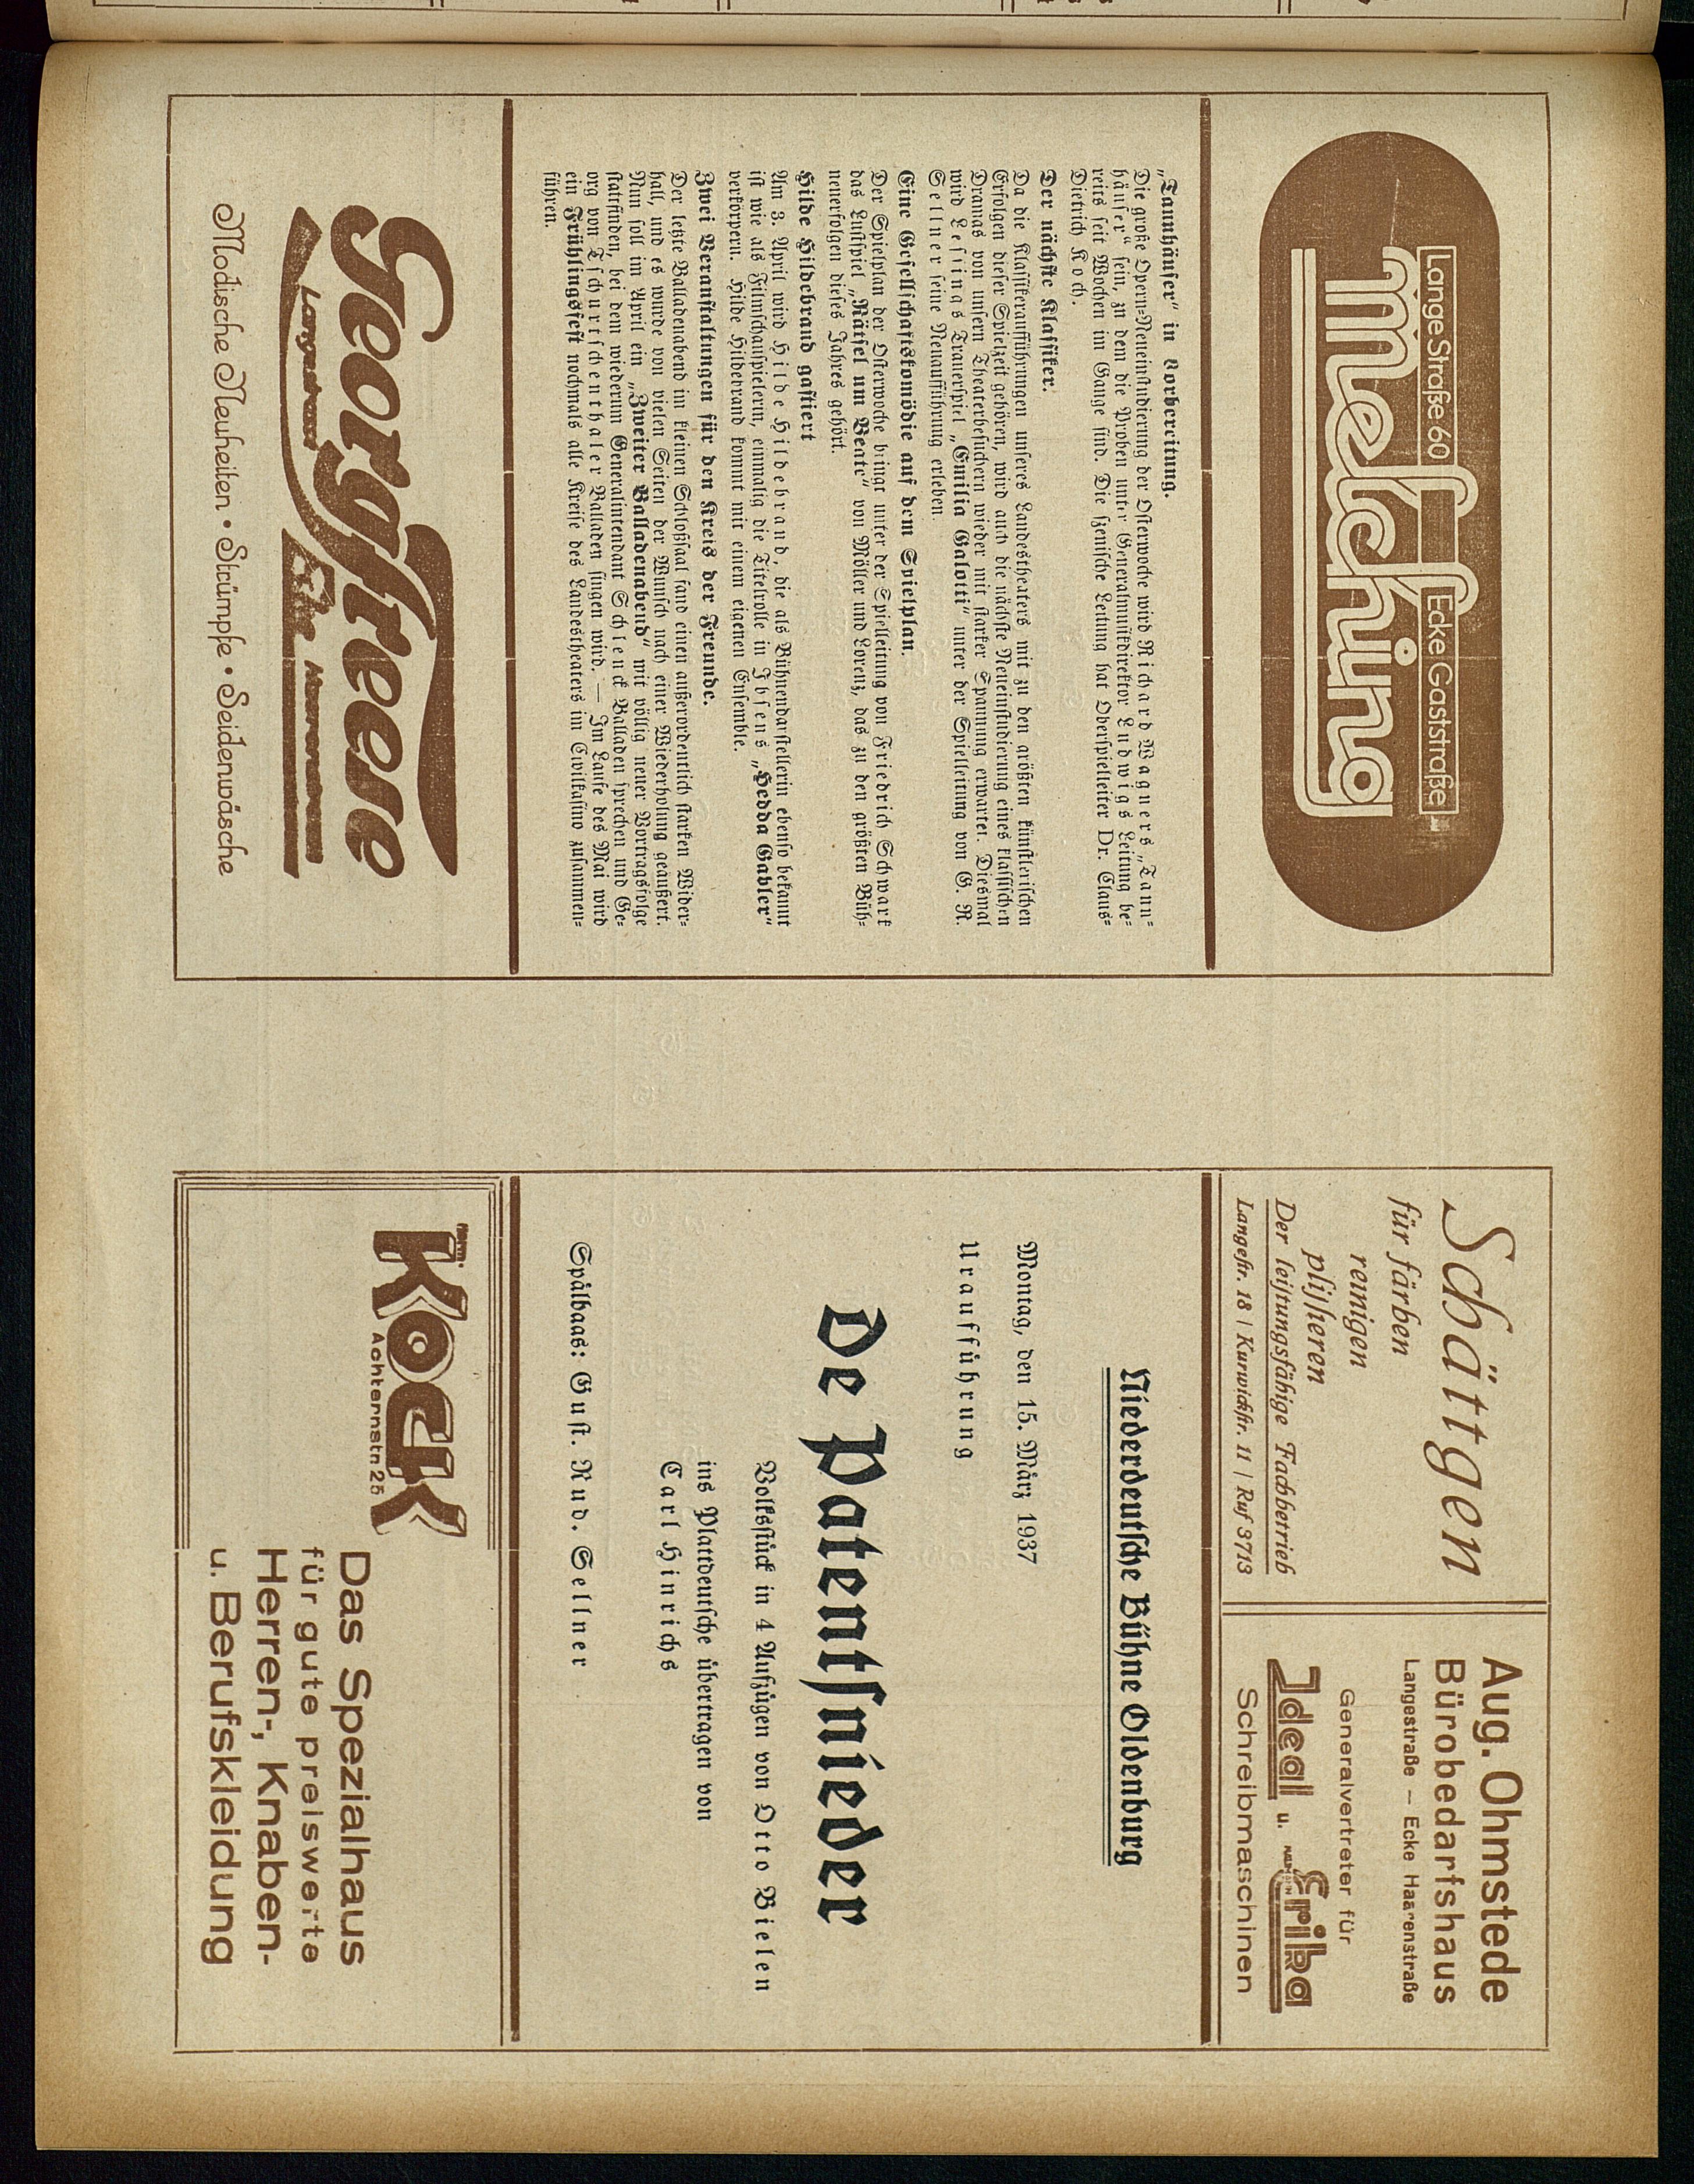 Lange Straße 60
Ecke Gaststraße
Melching
„Tannhäuser“ in Vorbereitung.
Die große Opern-Neueinstudierung der Osterwoche wird Richard Wagners „Tann-
häuser“ sein, zu dem die Proben unter Generalmusikdirektor Ludwigs Leitung be-
reits seit Wochen im Gange sind. Die szenische Leitung hat Oberspielleiter Dr. Claus-
Dietrich Koch.
Der nächste Klassiker.
Da die Klassikeraufführungen unseres Landestheaters mit zu den größten künstlerischen
Erfolgen dieser Spielzeit gehören, wird auch die nächste Neueinstudierung eines klassischen
Dramas von unsern Theaterbesuchern wieder mit starker Spannung erwartet. Diesmal
wird Lessings Trauerspiel „Emilia Galotti“ unter der Spielleitung von G. R.
Sellner seine Neuaufführung erleben.
Eine Gesellschaftskomödie auf dem Spielplan.
Der Spielplan der Osterwoche bringt unter der Spielleitung von Friedrich Schwark
das Lustspiel „Rätsel um Beate“ von Möller und Lorenz, das zu den größten Büh-
nenerfolgen dieses Jahres gehört.
Hilde Hildebrand gastiert
Am 3. April wird Hilde Hildebrand, die als Bühnendarstellerin ebenso bekannt
ist wie als Filmschauspielerin, einmalig die Titelrolle in Ibsens „Hedda Gabler“
verkörpern. Hilde Hildebrand kommt mit einem eigenen Ensemble.
Zwei Veranstaltungen für den Kreis der Freunde.
Der letzte Balladenabend im kleinen Schloßsaal fand einen außerordentlich starken Wider-
hall, und es wurde von vielen Seiten der Wunsch nach einer Wiederholung geäußert.
Nun soll im April ein „Zweiter Balladenabend“ mit völlig neuer Vortragsfolge
stattfinden, bei dem wiederum Generalintendant Schlenck Balladen sprechen und Ge-
org von Tschurtschenthaler Balladen singen wird. — Im Laufe des Mai wird
ein Frühlingsfest nochmals alle Kreise des Landestheaters im Civilkasino zusammen-
führen.
Georg Freese
Langestrasse Ecke Haarenstrasse
Modische Neuheiten • Strümpfe • Seidenwäsche
Schättgen
für färben
reinigen
plissieren
Der leistungsfähige Fachbetrieb
Langestr. 18 | Kurwickstr. 11 | Ruf 3713
Aug. Ohmstede
Bürobedarfshaus
Langestraße — Ecke Haarenstraße
Generalvertreter für
Ideal u. Erika
Schreibmaschinen
Niederdeutsche Bühne Oldenburg
Montag, den 15. März 1937
Uraufführung
De Patentsnieder
Volksstück in 4 Aufzügen von Otto Bielen
ins Plattdeutsche übertragen von
Carl Hinrichs
Spälbaas: Gust. Rud. Sellner
Herm.
Kock
Achternstr. 25
Das Spezialhaus
für gute preiswerte
Herren-, Knaben-
u. Berufskleidung